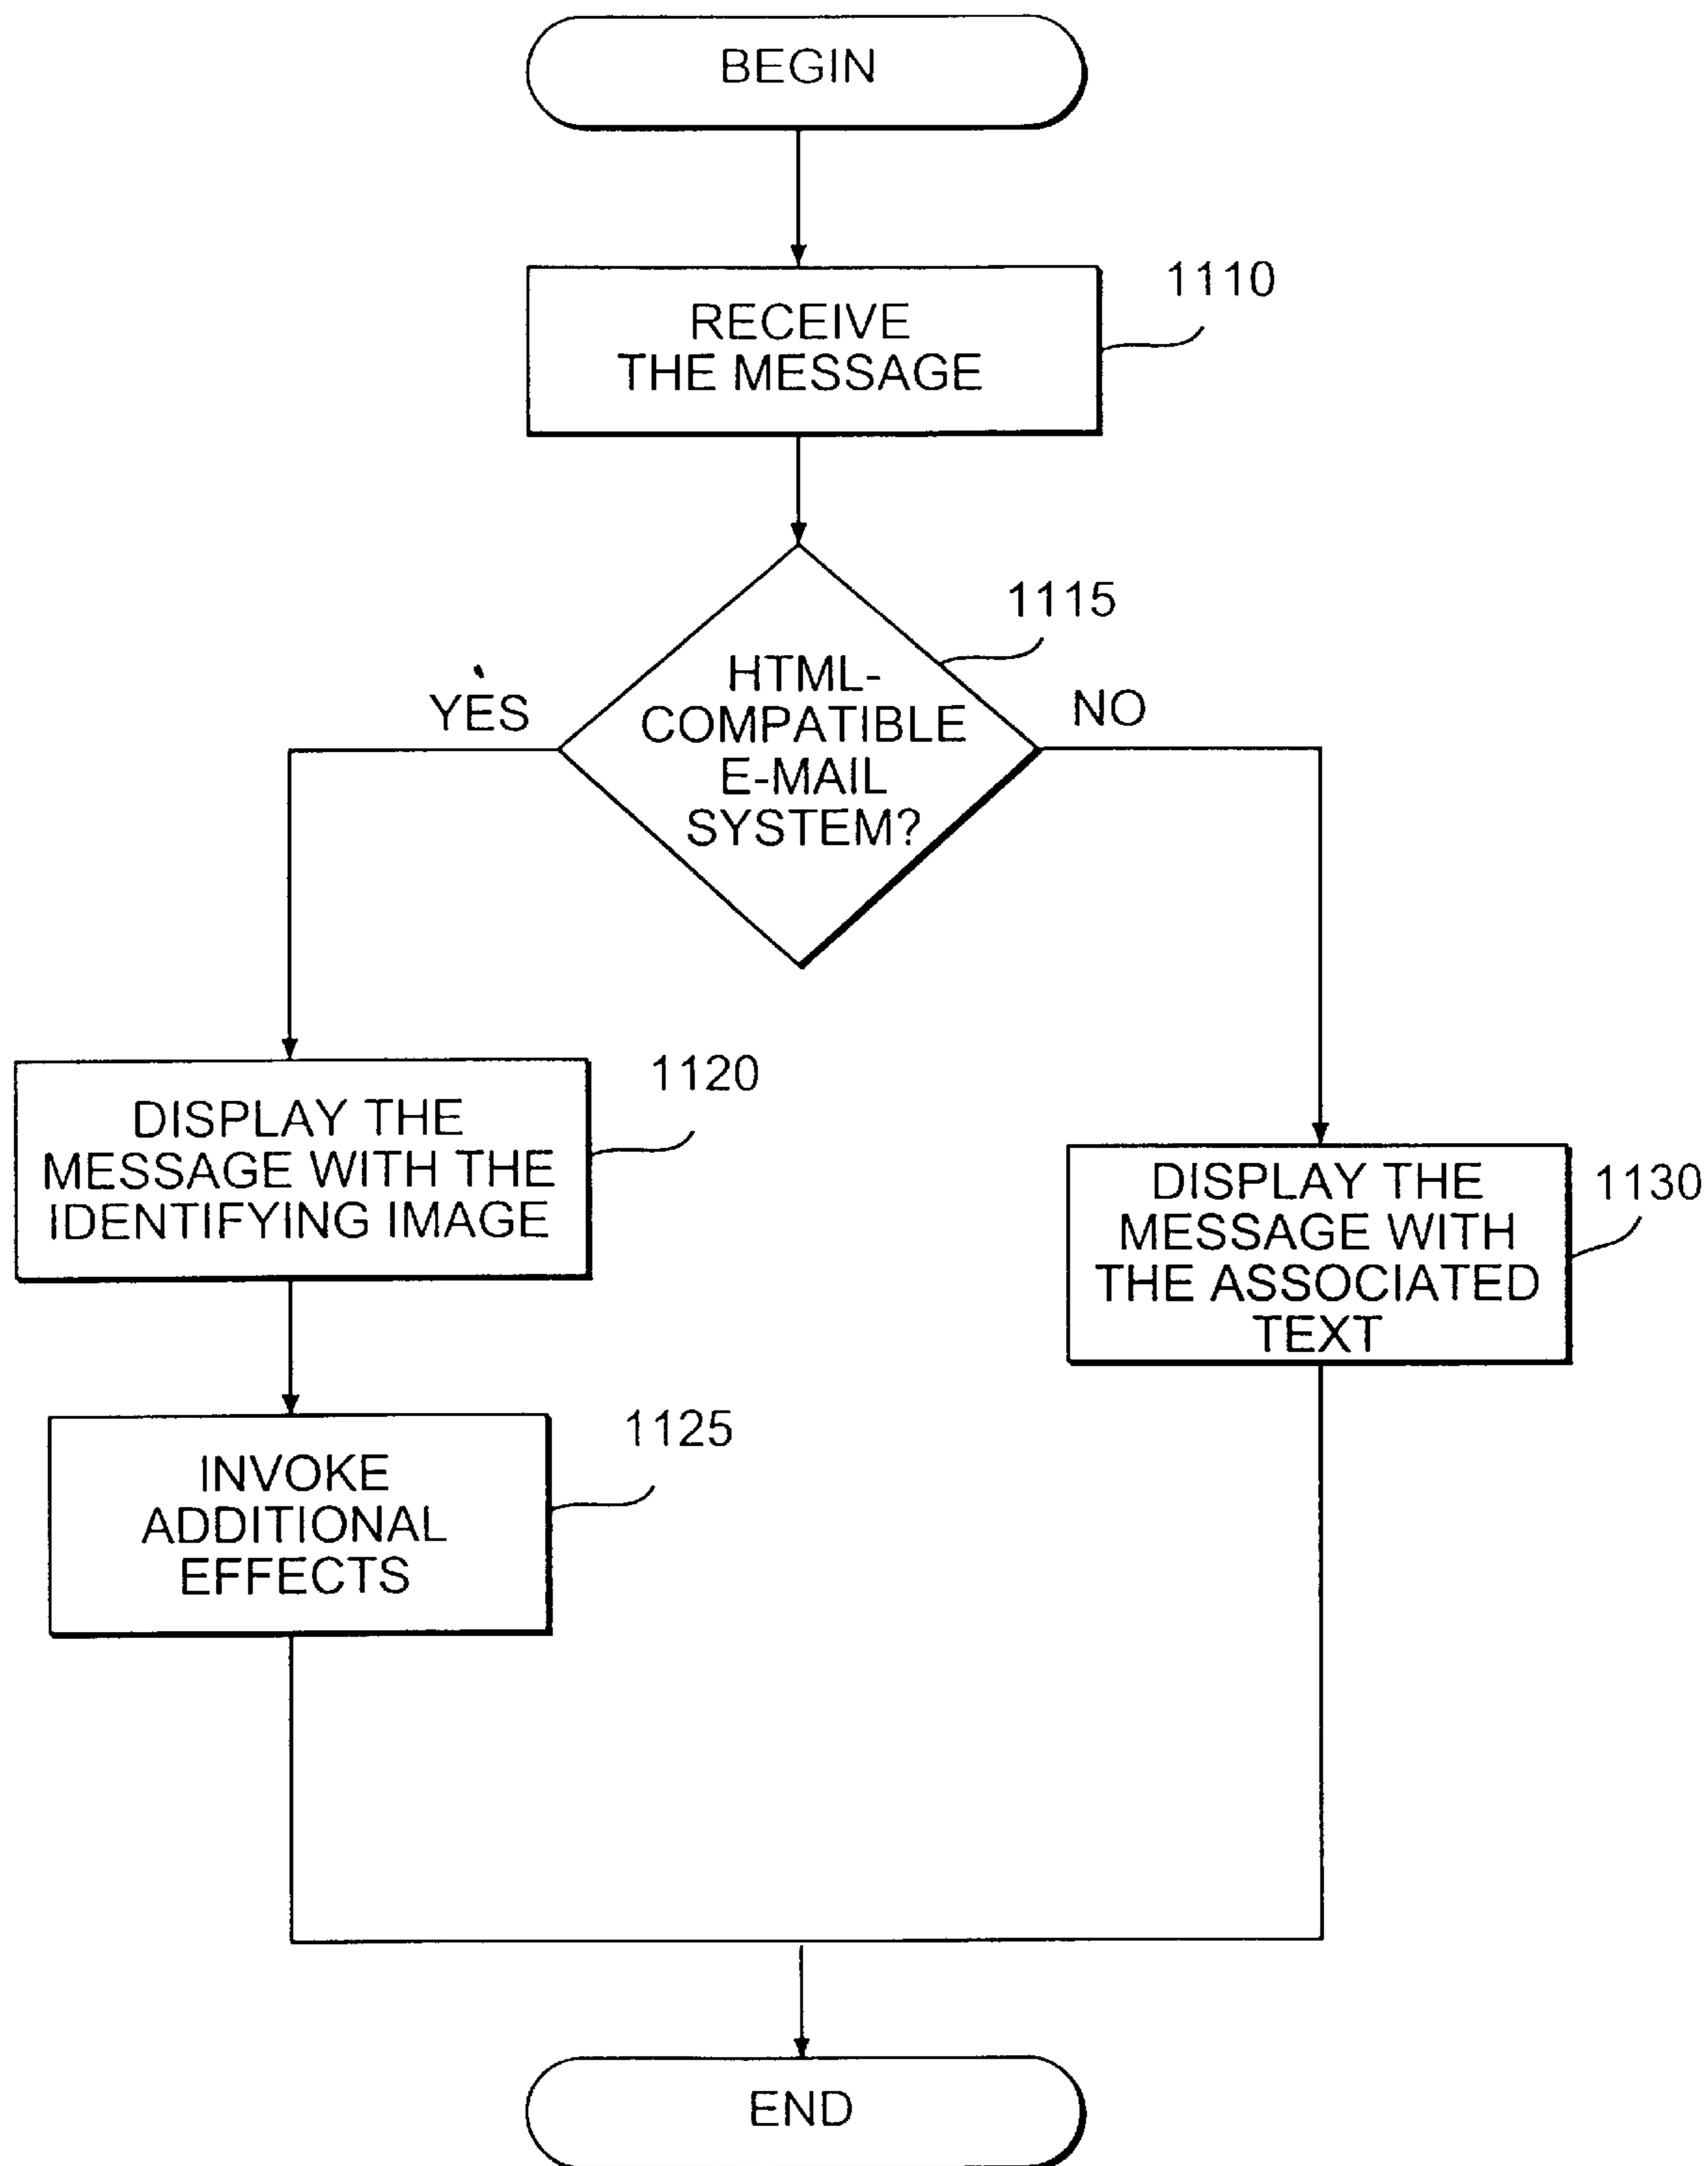 BEGIN
RECEIVE
THE MESSAGE
1110
HTML-
COMPATIBLE
E-MAIL
SYSTEM?
1115
YES
NO
DISPLAY THE
MESSAGE WITH THE
IDENTIFYING IMAGE
1120
DISPLAY THE
MESSAGE WITH
THE ASSOCIATED
TEXT
1130
INVOKE
ADDITIONAL
EFFECTS
1125
END